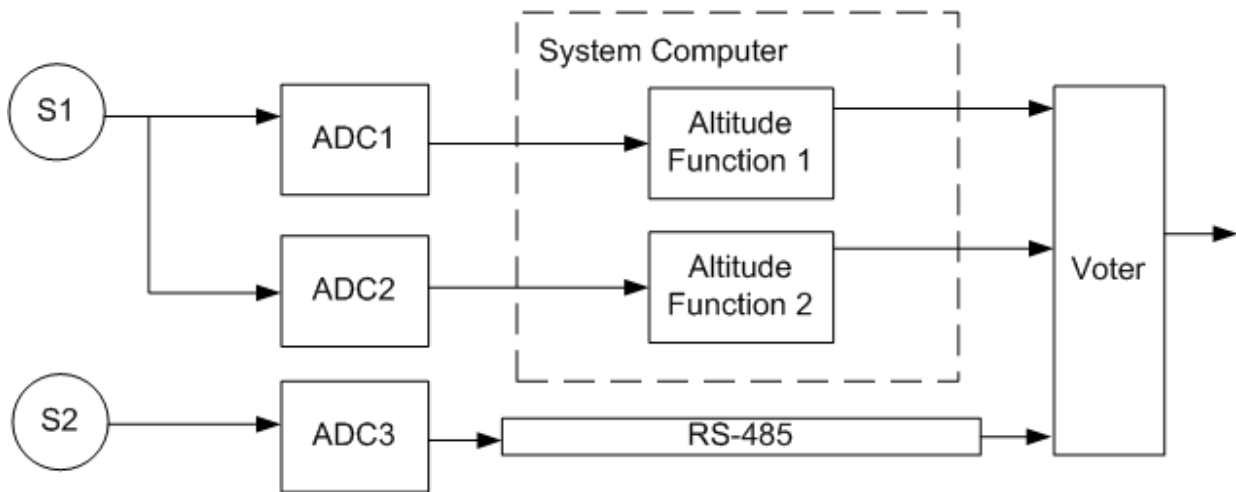 System Computer
S1
ADC1
Altitude
Function 1
ADC2
Altitude
Function 2
Voter
S2
ADC3
RS-485